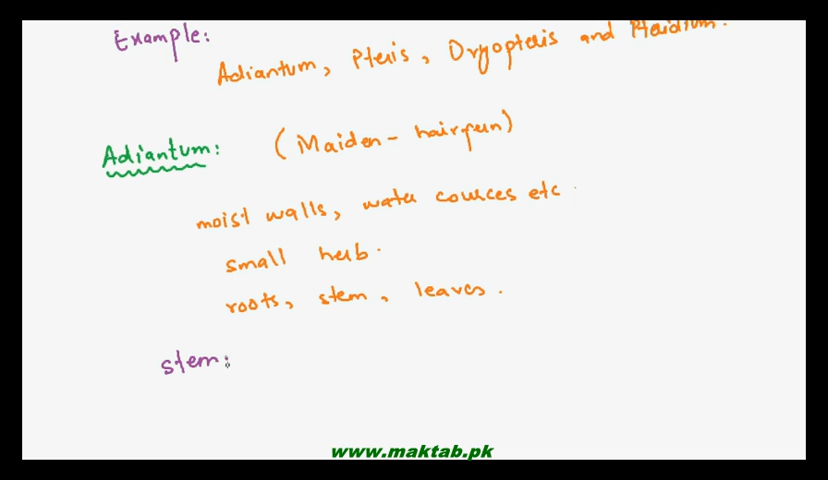 Example:
Adiantum, Pteris, Dryopteris and Pteridium.
Adiantum: (Maiden-hairfern)
moist walls, water cources etc.
small herb.
roots, stem, leaves.
stem:
www.maktab.pk